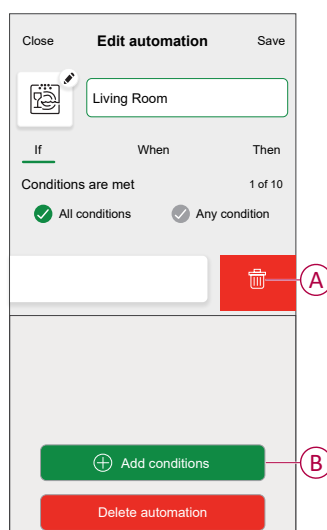 Close Edit automation Save
Living Room
If When Then
Conditions are met 1 of 10
All conditions Any condition
A
Add conditions B
Delete automation